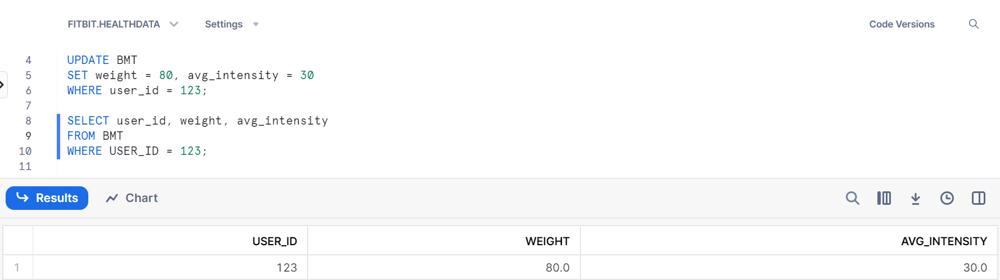 FITBIT.HEALTHDATA Settings Code Versions
4 UPDATE BMT
5 SET weight = 80, avg_intensity = 30
6 WHERE user_id = 123;
7
8 SELECT user_id, weight, avg_intensity
9 FROM BMT
10 WHERE USER_ID = 123;
11
Results Chart
USER_ID WEIGHT AVG_INTENSITY
1 123 80.0 30.0